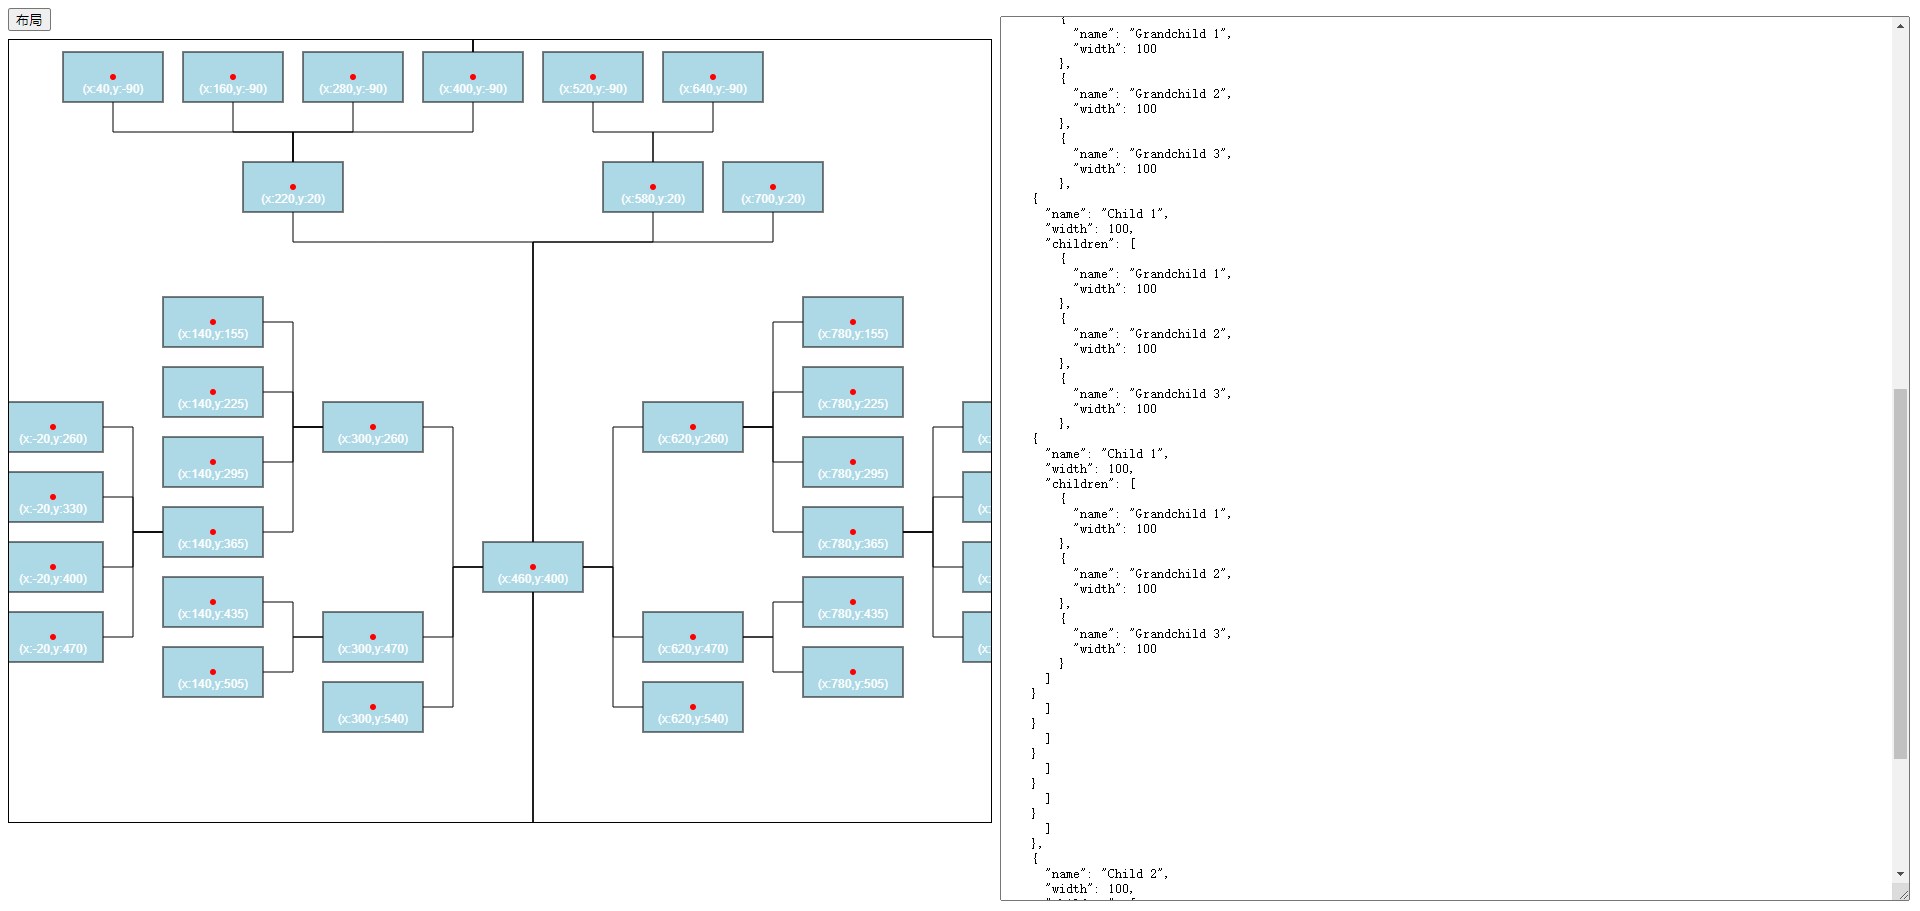 布局
(x:40,y:-90) (x:160,y:-90) (x:280,y:-90) (x:400,y:-90) (x:520,y:-90) (x:640,y:-90)
(x:220,y:20) (x:580,y:20) (x:700,y:20)
(x:140,y:155) (x:780,y:155)
(x:140,y:225) (x:780,y:225)
(x:-20,y:260) (x:300,y:260) (x:620,y:260)
(x:140,y:295) (x:780,y:295)
(x:-20,y:330)
(x:140,y:365) (x:780,y:365)
(x:-20,y:400) (x:460,y:400)
(x:140,y:435) (x:780,y:435)
(x:-20,y:470) (x:300,y:470) (x:620,y:470)
(x:140,y:505) (x:780,y:505)
(x:300,y:540) (x:620,y:540)
{
"name": "Grandchild 1",
"width": 100
},
{
"name": "Grandchild 2",
"width": 100
},
{
"name": "Grandchild 3",
"width": 100
},
{
"name": "Child 1",
"width": 100,
"children": [
{
"name": "Grandchild 1",
"width": 100
},
{
"name": "Grandchild 2",
"width": 100
},
{
"name": "Grandchild 3",
"width": 100
},
{
"name": "Child 1",
"width": 100,
"children": [
{
"name": "Grandchild 1",
"width": 100
},
{
"name": "Grandchild 2",
"width": 100
},
{
"name": "Grandchild 3",
"width": 100
}
]
}
]
}
]
}
]
}
]
}
]
},
{
"name": "Child 2",
"width": 100,